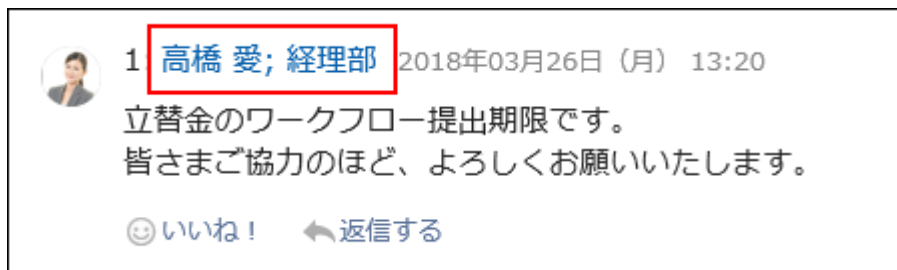 1: 高橋 愛; 経理部 2018年03月26日（月） 13:20
立替金のワークフロー提出期限です。
皆さまご協力のほど、よろしくお願いいたします。
いいね！ 返信する